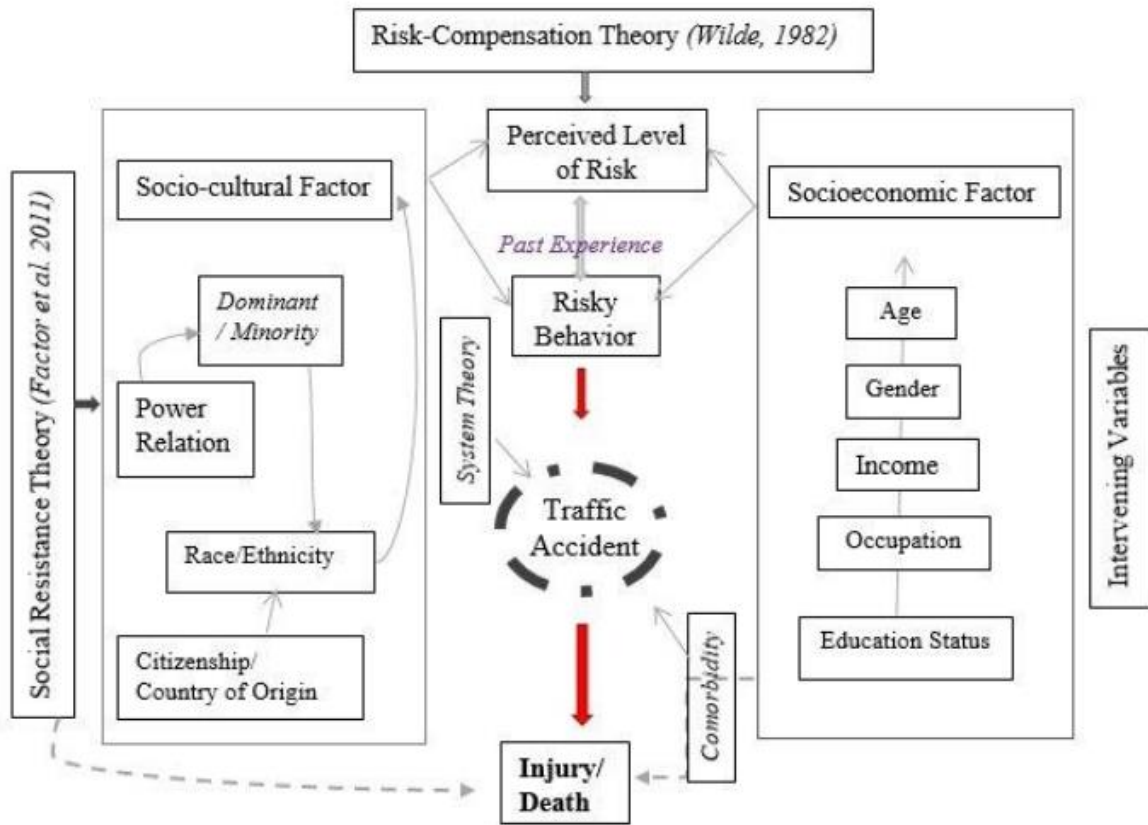 Risk-Compensation Theory (Wilde, 1982)
Perceived Level
of Risk
Past Experience
Risky
Behavior
System Theory
Traffic
Accident
Comorbidity
Injury/
Death
Social Resistance Theory (Factor et al. 2011)
Socio-cultural Factor
Dominant
/ Minority
Power
Relation
Race/Ethnicity
Citizenship/
Country of Origin
Socioeconomic Factor
Age
Gender
Income
Occupation
Education Status
Intervening Variables